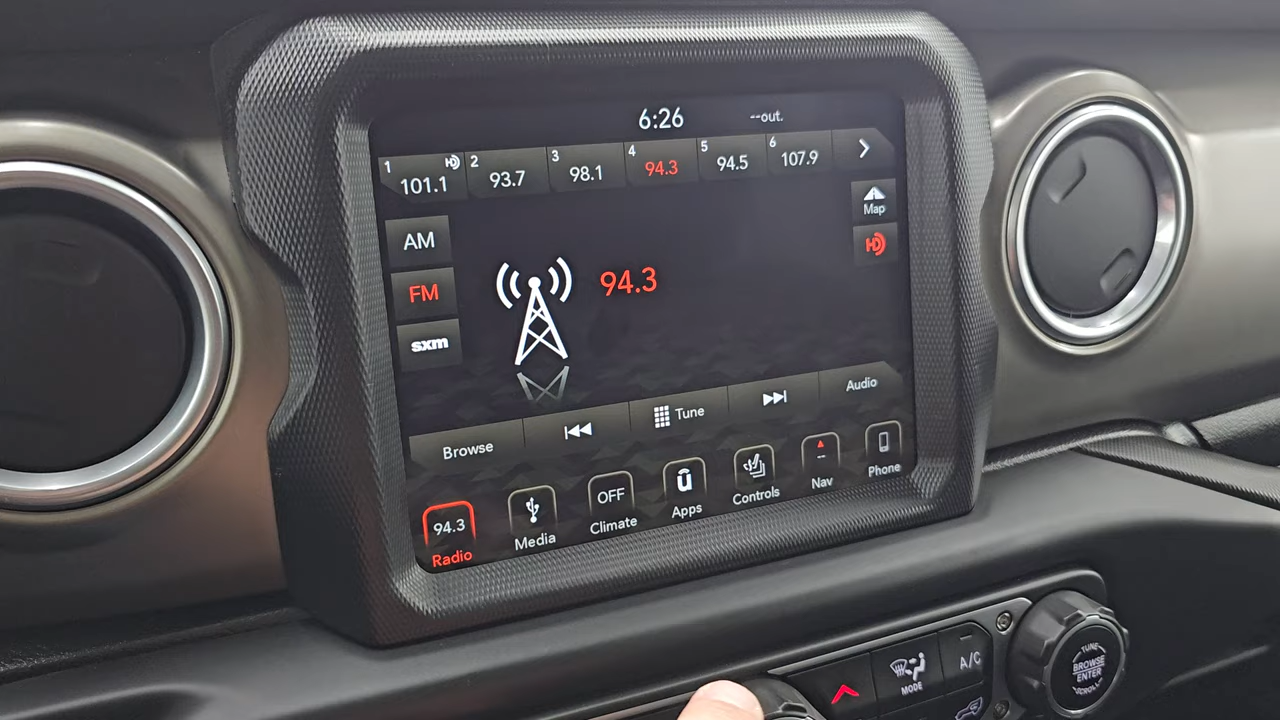 6:26 --out.
1 101.1 HD 2 93.7 3 98.1 4 94.3 5 94.5 6 107.9
Map
AM
HD
FM
94.3
sxm
Browse Tune Audio
94.3 OFF
Radio Media Climate Apps Controls Nav Phone
MODE A/C
TUNE
BROWSE
ENTER
SCROLL